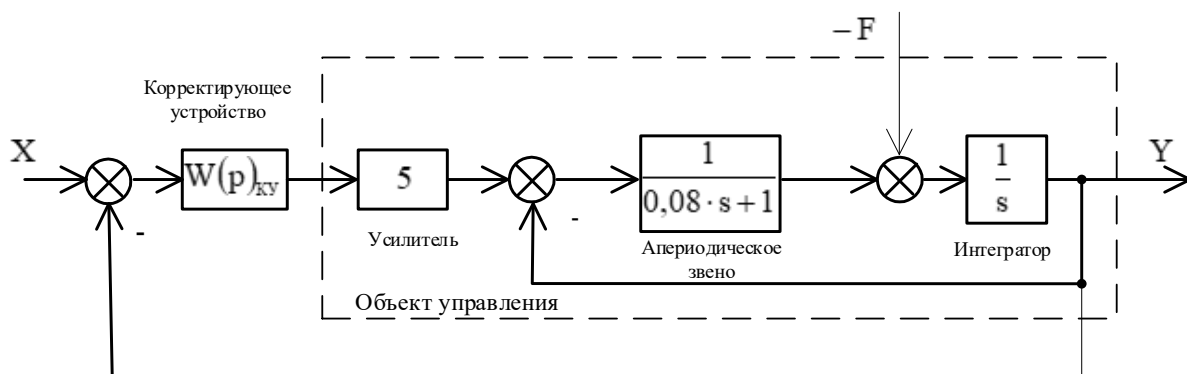 – F
Корректирующее
устройство
X
W(p)ку
5
1
0,08·s+1
1
s
Y
-
-
Усилитель
Апериодическое
звено
Интегратор
Объект управления